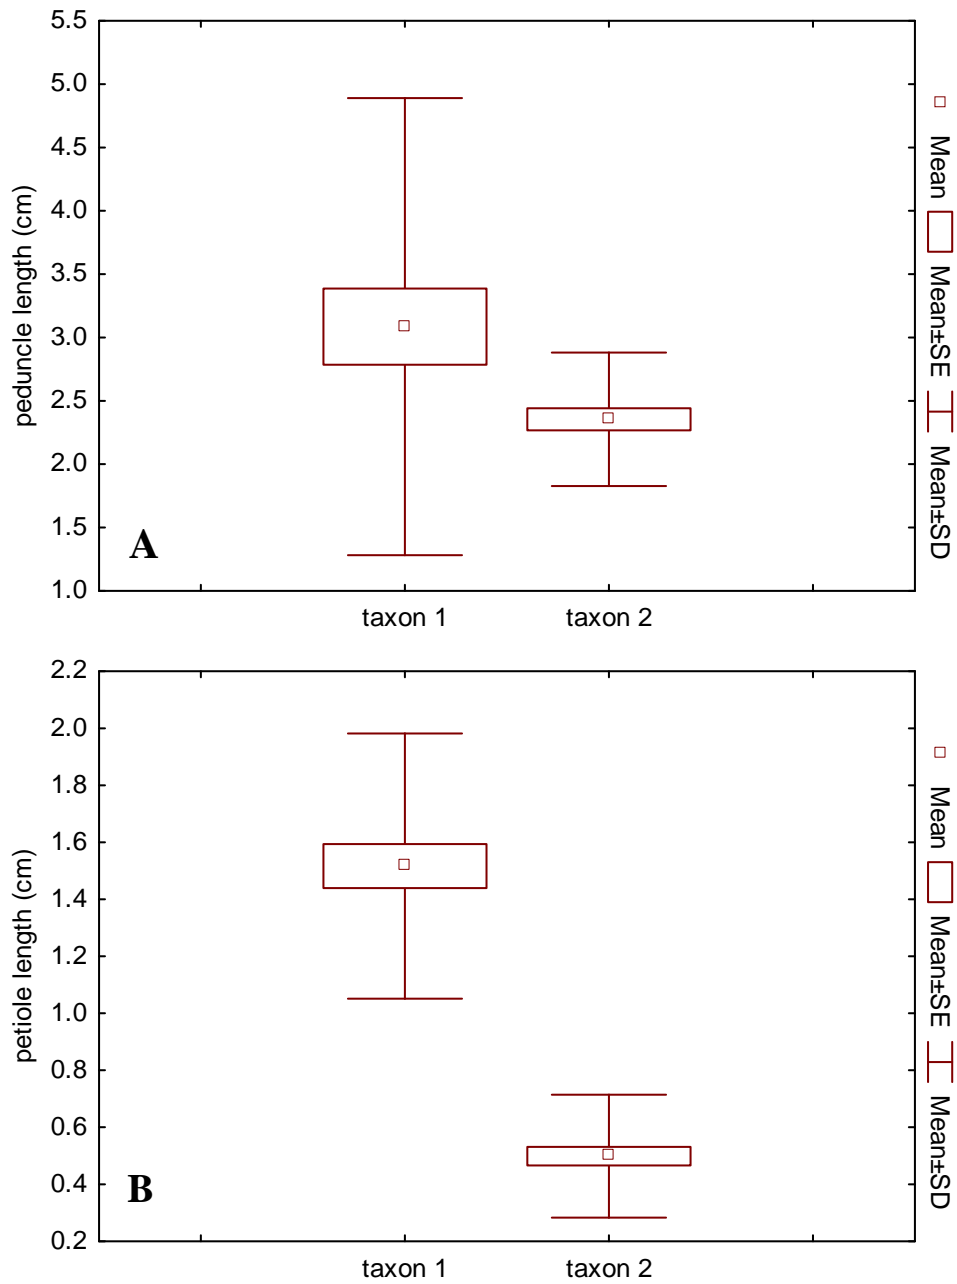 5.5
5.0
4.5
4.0
3.5
3.0
2.5
2.0
1.5
1.0
peduncle length (cm)
A
taxon 1 taxon 2
Mean Mean±SE Mean±SD
2.2
2.0
1.8
1.6
1.4
1.2
1.0
0.8
0.6
0.4
0.2
petiole length (cm)
B
taxon 1 taxon 2
Mean Mean±SE Mean±SD